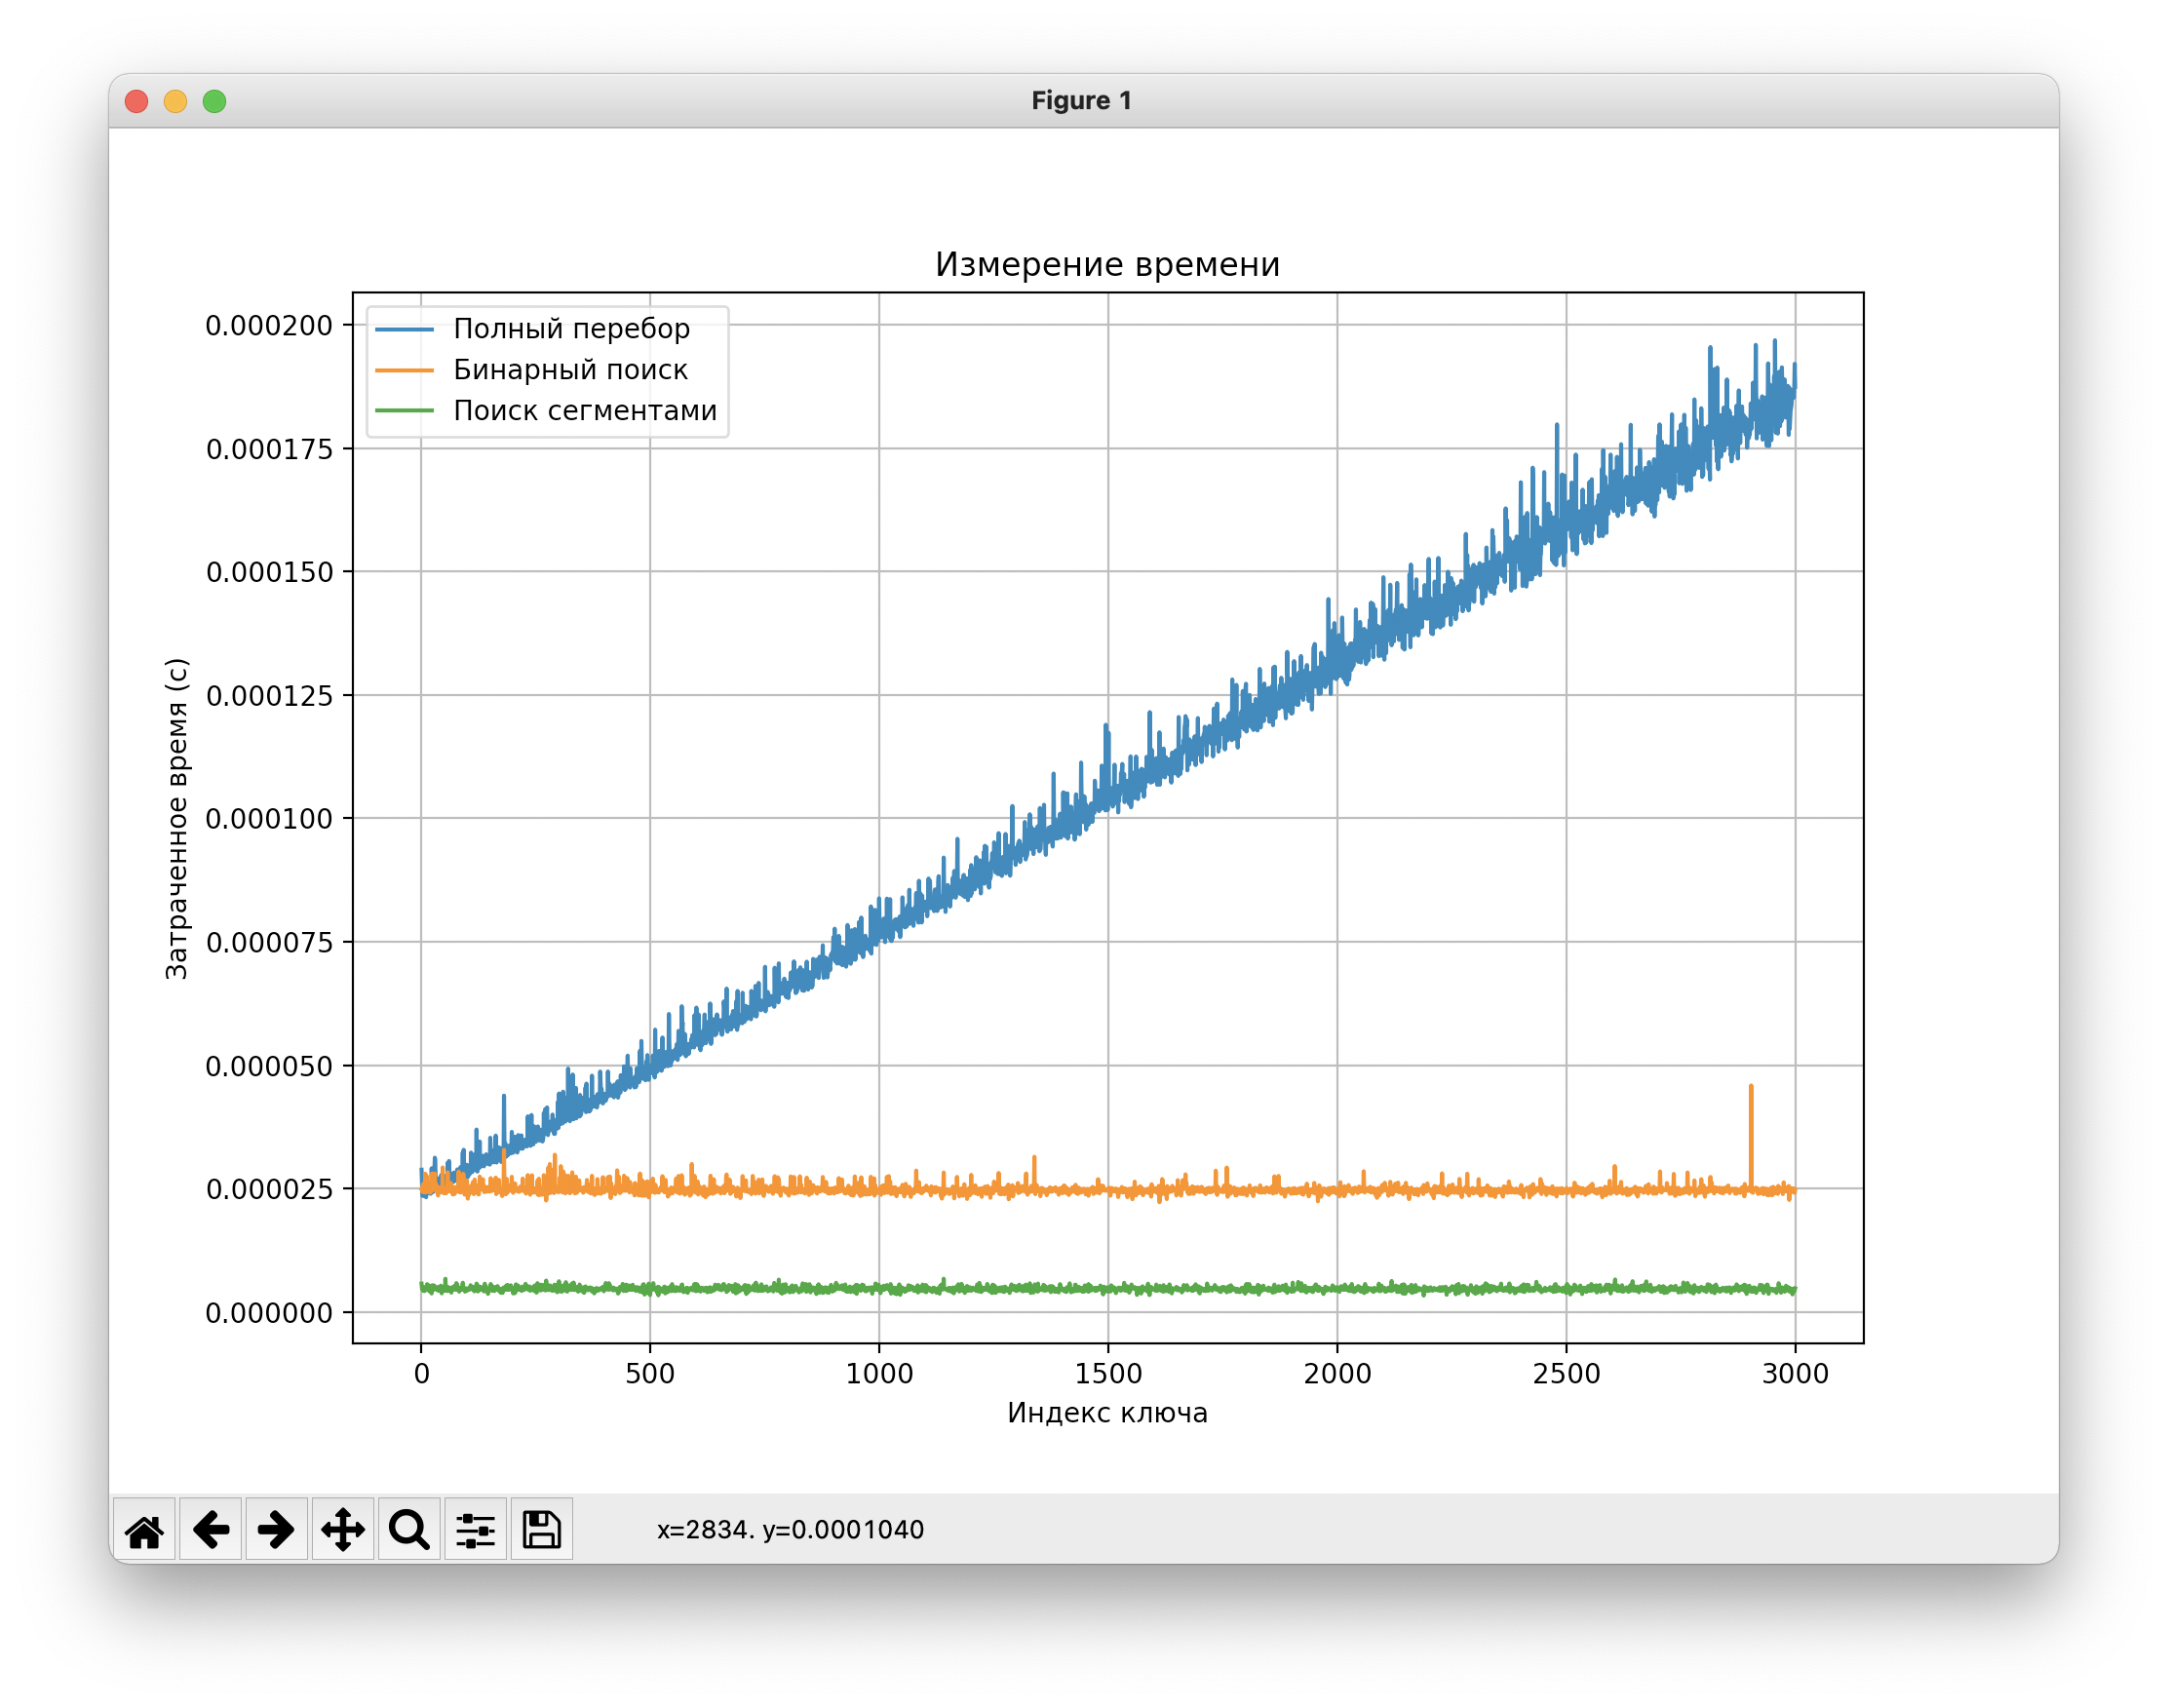 Figure 1
Измерение времени
Полный перебор
Бинарный поиск
Поиск сегментами
0.000200
0.000175
0.000150
0.000125
0.000100
0.000075
0.000050
0.000025
0.000000
Затраченное время (с)
0 500 1000 1500 2000 2500 3000
Индекс ключа
x=2834. y=0.0001040